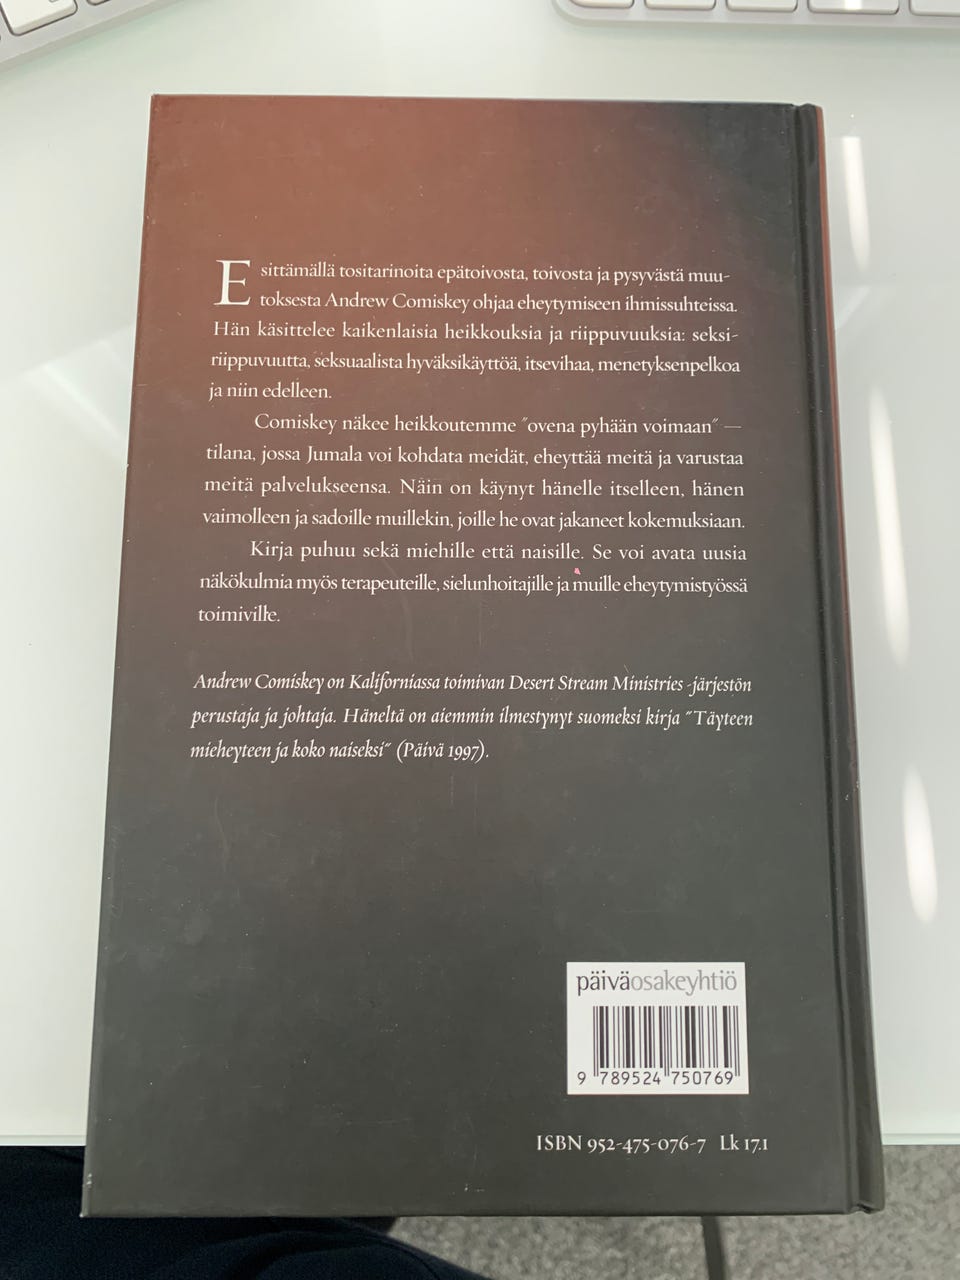 Esittämällä tositarinoita epätoivosta, toivosta ja pysyvästä muu-
toksesta Andrew Comiskey ohjaa eheytymiseen ihmissuhteissa.
Hän käsittelee kaikenlaisia heikkouksia ja riippuvuuksia: seksi-
riippuvuutta, seksuaalista hyväksikäyttöä, itsevihaa, menetyksenpelkoa
ja niin edelleen.
Comiskey näkee heikkoutemme "ovena pyhään voimaan" —
tilana, jossa Jumala voi kohdata meidät, eheyttää meitä ja varustaa
meitä palvelukseensa. Näin on käynyt hänelle itselleen, hänen
vaimolleen ja sadoille muillekin, joille he ovat jakaneet kokemuksiaan.
Kirja puhuu sekä miehille että naisille. Se voi avata uusia
näkökulmia myös terapeuteille, sielunhoitajille ja muille eheytymistyössä
toimiville.
Andrew Comiskey on Kaliforniassa toimivan Desert Stream Ministries -järjestön
perustaja ja johtaja. Häneltä on aiemmin ilmestynyt suomeksi kirja "Täyteen
mieheyteen ja koko naiseksi" (Päivä 1997).
päiväosakeyhtiö
9 789524 750769
ISBN 952-475-076-7 Lk 17.1